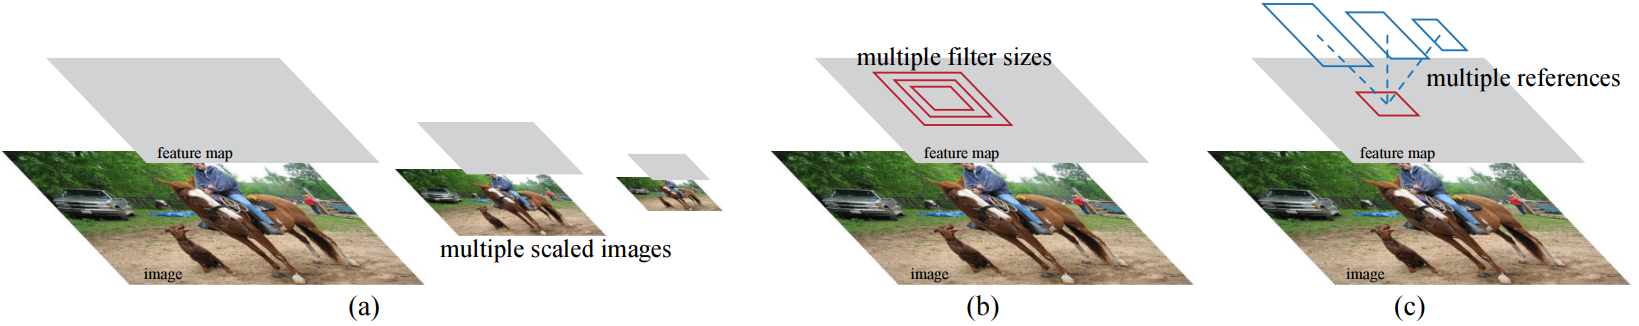 feature map
image
multiple scaled images
(a)
multiple filter sizes
feature map
image
(b)
multiple references
feature map
image
(c)